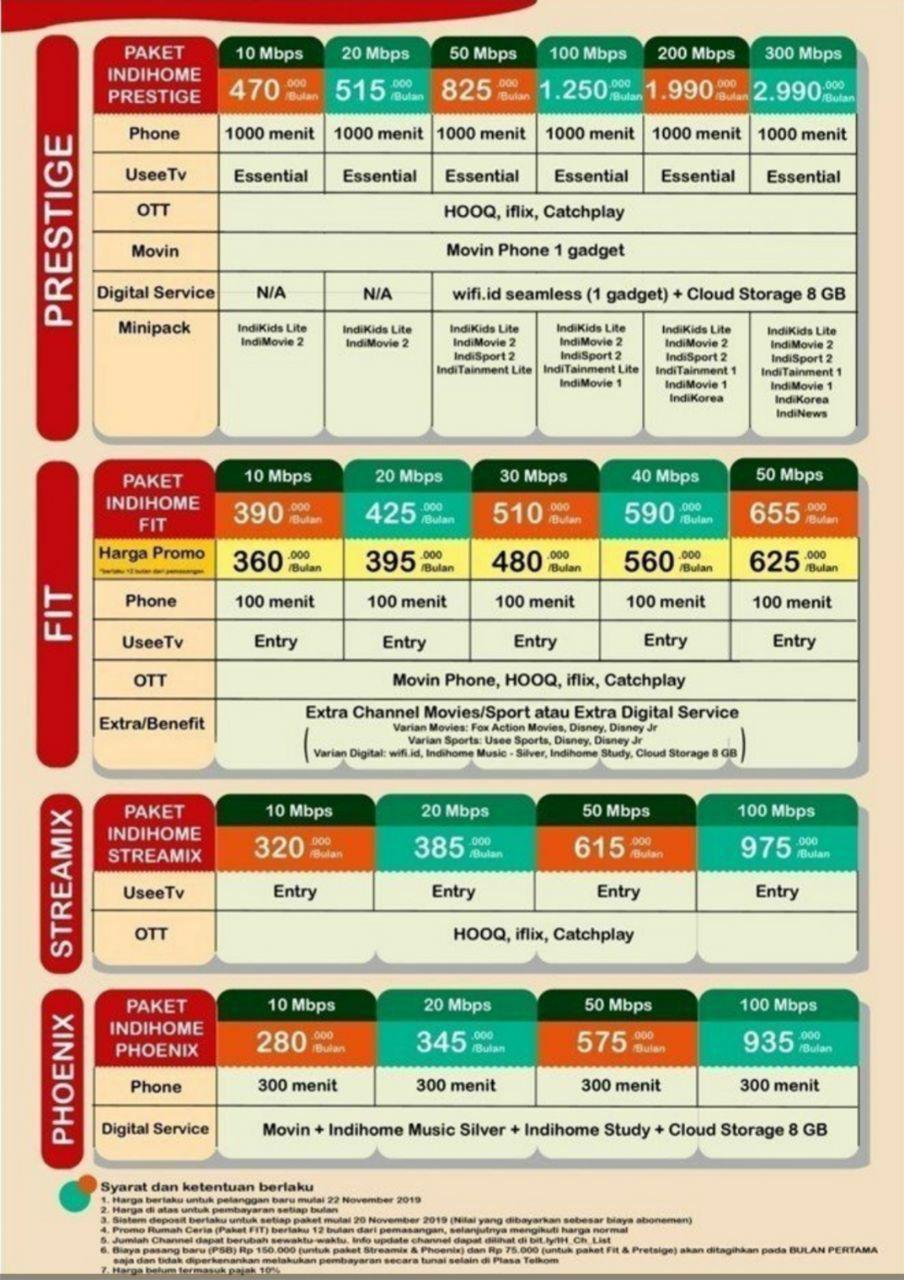 PRESTIGE
PAKET INDIHOME PRESTIGE
10 Mbps 20 Mbps 50 Mbps 100 Mbps 200 Mbps 300 Mbps
470 .000 /Bulan 515 .000 /Bulan 825 .000 /Bulan 1.250 .000 /Bulan 1.990 .000 /Bulan 2.990 .000 /Bulan
Phone 1000 menit 1000 menit 1000 menit 1000 menit 1000 menit 1000 menit
UseeTv Essential Essential Essential Essential Essential Essential
OTT HOOQ, iflix, Catchplay
Movin Movin Phone 1 gadget
Digital Service N/A N/A wifi.id seamless (1 gadget) + Cloud Storage 8 GB
Minipack IndiKids Lite IndiKids Lite IndiKids Lite IndiKids Lite IndiKids Lite IndiKids Lite
IndiMovie 2 IndiMovie 2 IndiMovie 2 IndiMovie 2 IndiMovie 2 IndiMovie 2
IndiSport 2 IndiSport 2 IndiSport 2 IndiSport 2
IndiTainment Lite IndiTainment Lite IndiTainment 1 IndiTainment 1
IndiMovie 1 IndiMovie 1 IndiMovie 1
IndiKorea IndiKorea
IndiNews
FIT
PAKET INDIHOME FIT
10 Mbps 20 Mbps 30 Mbps 40 Mbps 50 Mbps
390 .000 /Bulan 425 .000 /Bulan 510 .000 /Bulan 590 .000 /Bulan 655 .000 /Bulan
Harga Promo 360 .000 /Bulan 395 .000 /Bulan 480 .000 /Bulan 560 .000 /Bulan 625 .000 /Bulan
*berlaku 12 bulan dari pemasangan
Phone 100 menit 100 menit 100 menit 100 menit 100 menit
UseeTv Entry Entry Entry Entry Entry
OTT Movin Phone, HOOQ, iflix, Catchplay
Extra/Benefit Extra Channel Movies/Sport atau Extra Digital Service
(Varian Movies: Fox Action Movies, Disney, Disney Jr
Varian Sports: Usee Sports, Disney, Disney Jr
Varian Digital: wifi.id, Indihome Music - Silver, Indihome Study, Cloud Storage 8 GB)
STREAMIX
PAKET INDIHOME STREAMIX
10 Mbps 20 Mbps 50 Mbps 100 Mbps
320 .000 /Bulan 385 .000 /Bulan 615 .000 /Bulan 975 .000 /Bulan
UseeTv Entry Entry Entry Entry
OTT HOOQ, iflix, Catchplay
PHOENIX
PAKET INDIHOME PHOENIX
10 Mbps 20 Mbps 50 Mbps 100 Mbps
280 .000 /Bulan 345 .000 /Bulan 575 .000 /Bulan 935 .000 /Bulan
Phone 300 menit 300 menit 300 menit 300 menit
Digital Service Movin + Indihome Music Silver + Indihome Study + Cloud Storage 8 GB
Syarat dan ketentuan berlaku
1. Harga berlaku untuk pelanggan baru mulai 22 November 2019
2. Harga di atas untuk pembayaran setiap bulan
3. Sistem deposit berlaku untuk setiap paket mulai 20 November 2019 (Nilai yang dibayarkan sebesar biaya abonemen)
4. Promo Rumah Ceria (Paket FIT) berlaku 12 bulan dari pemasangan, selanjutnya mengikuti harga normal
5. Jumlah Channel dapat berubah sewaktu-waktu. Info update channel dapat dilihat di bit.ly/IH_Ch_List
6. Biaya pasang baru (PSB) Rp 150.000 (untuk paket Streamix & Phoenix) dan Rp 75.000 (untuk paket Fit & Pretsige) akan ditagihkan pada BULAN PERTAMA
saja dan tidak diperkenankan melakukan pembayaran secara tunai selain di Plasa Telkom
7. Harga belum termasuk pajak 10%